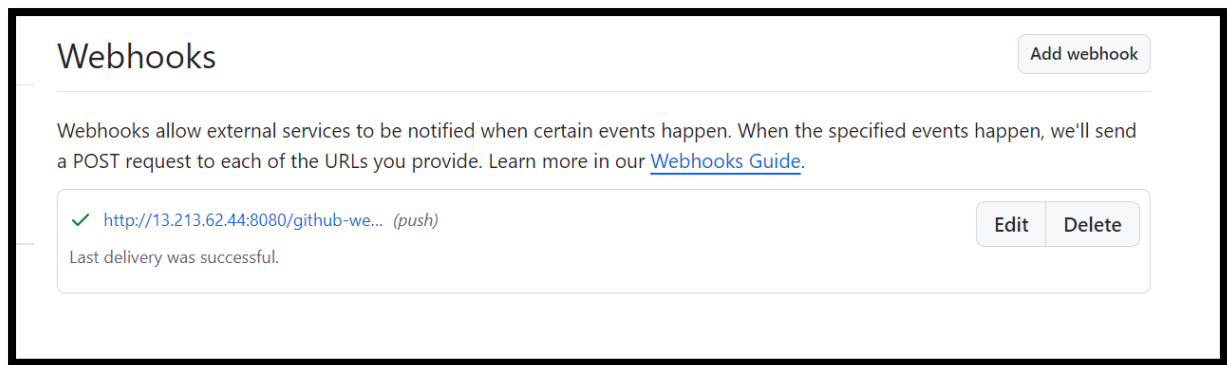 Webhooks
Add webhook
Webhooks allow external services to be notified when certain events happen. When the specified events happen, we'll send
a POST request to each of the URLs you provide. Learn more in our Webhooks Guide.
http://13.213.62.44:8080/github-we... (push)
Edit
Delete
Last delivery was successful.